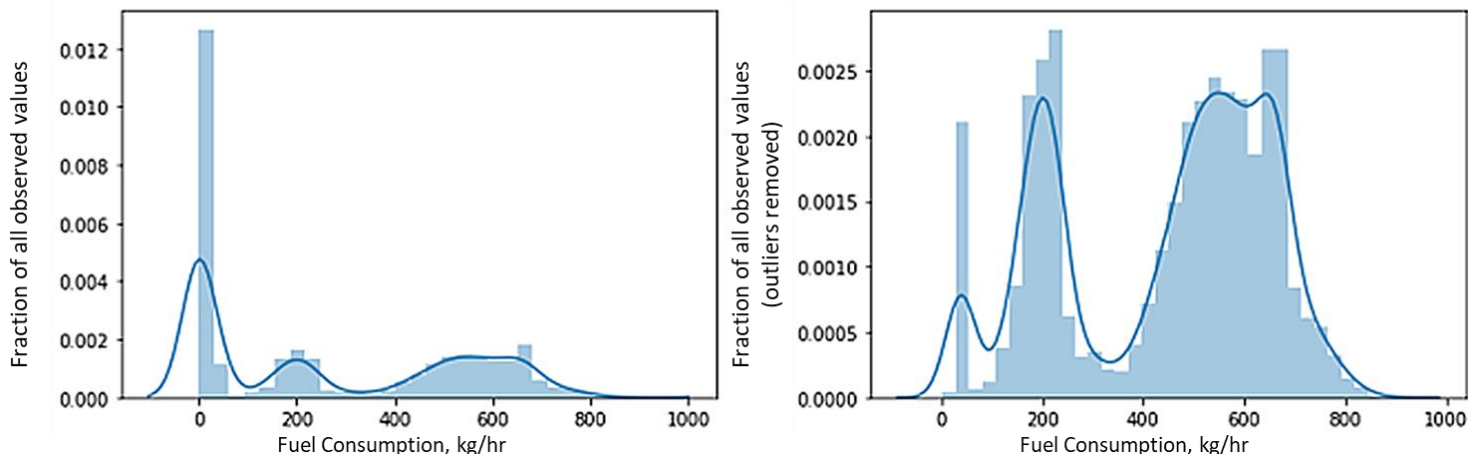 Fraction of all observed values
0.012
0.010
0.008
0.006
0.004
0.002
0.000
0 200 400 600 800 1000
Fuel Consumption, kg/hr
Fraction of all observed values
(outliers removed)
0.0025
0.0020
0.0015
0.0010
0.0005
0.0000
0 200 400 600 800 1000
Fuel Consumption, kg/hr